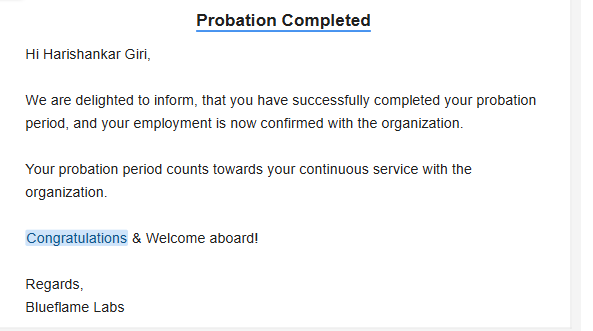 Probation Completed
Hi Harishankar Giri,
We are delighted to inform, that you have successfully completed your probation
period, and your employment is now confirmed with the organization.
Your probation period counts towards your continuous service with the
organization.
Congratulations & Welcome aboard!
Regards,
Blueflame Labs